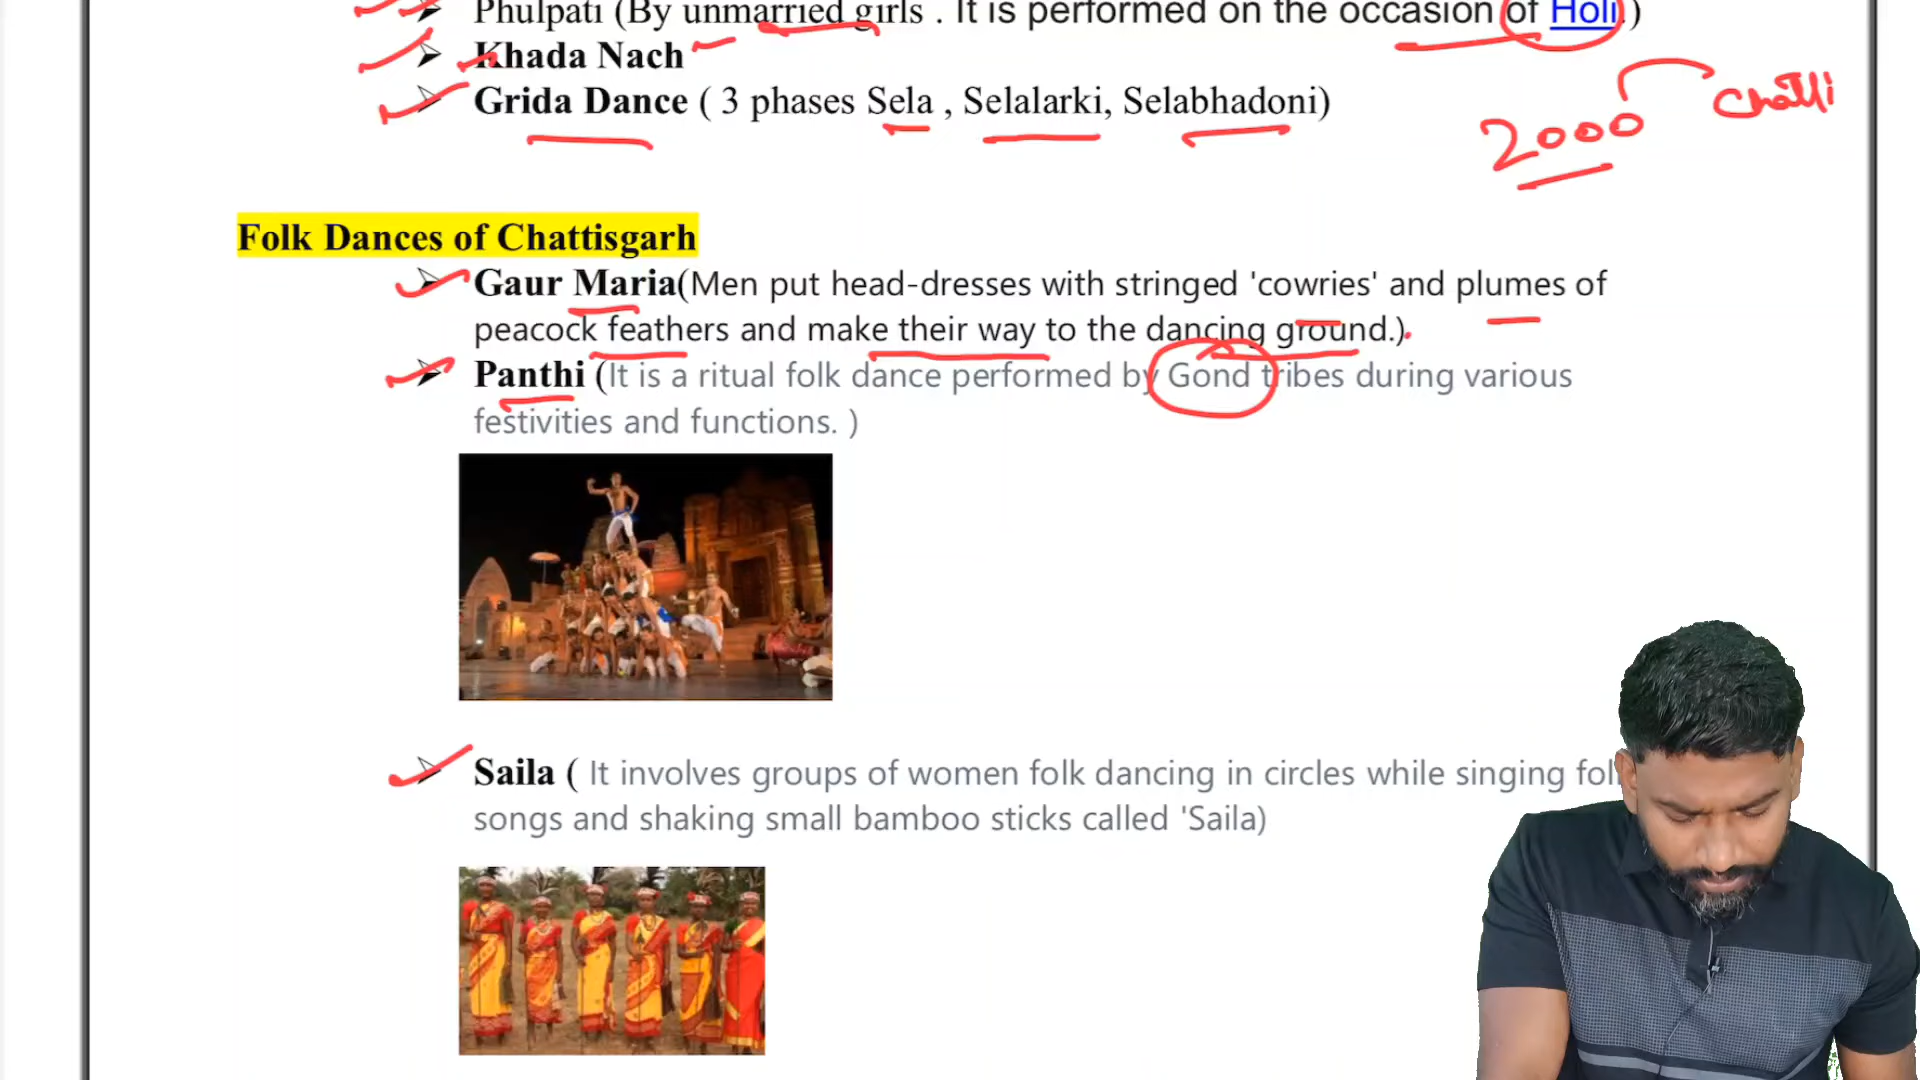 Phulpati (By unmarried girls . It is performed on the occasion of Holi.)
Khada Nach
Grida Dance ( 3 phases Sela , Selalarki, Selabhadoni)
2000 Chatti
Folk Dances of Chattisgarh
Gaur Maria(Men put head-dresses with stringed 'cowries' and plumes of
peacock feathers and make their way to the dancing ground.)
Panthi (It is a ritual folk dance performed by Gond tribes during various
festivities and functions. )
Saila ( It involves groups of women folk dancing in circles while singing
songs and shaking small bamboo sticks called 'Saila)